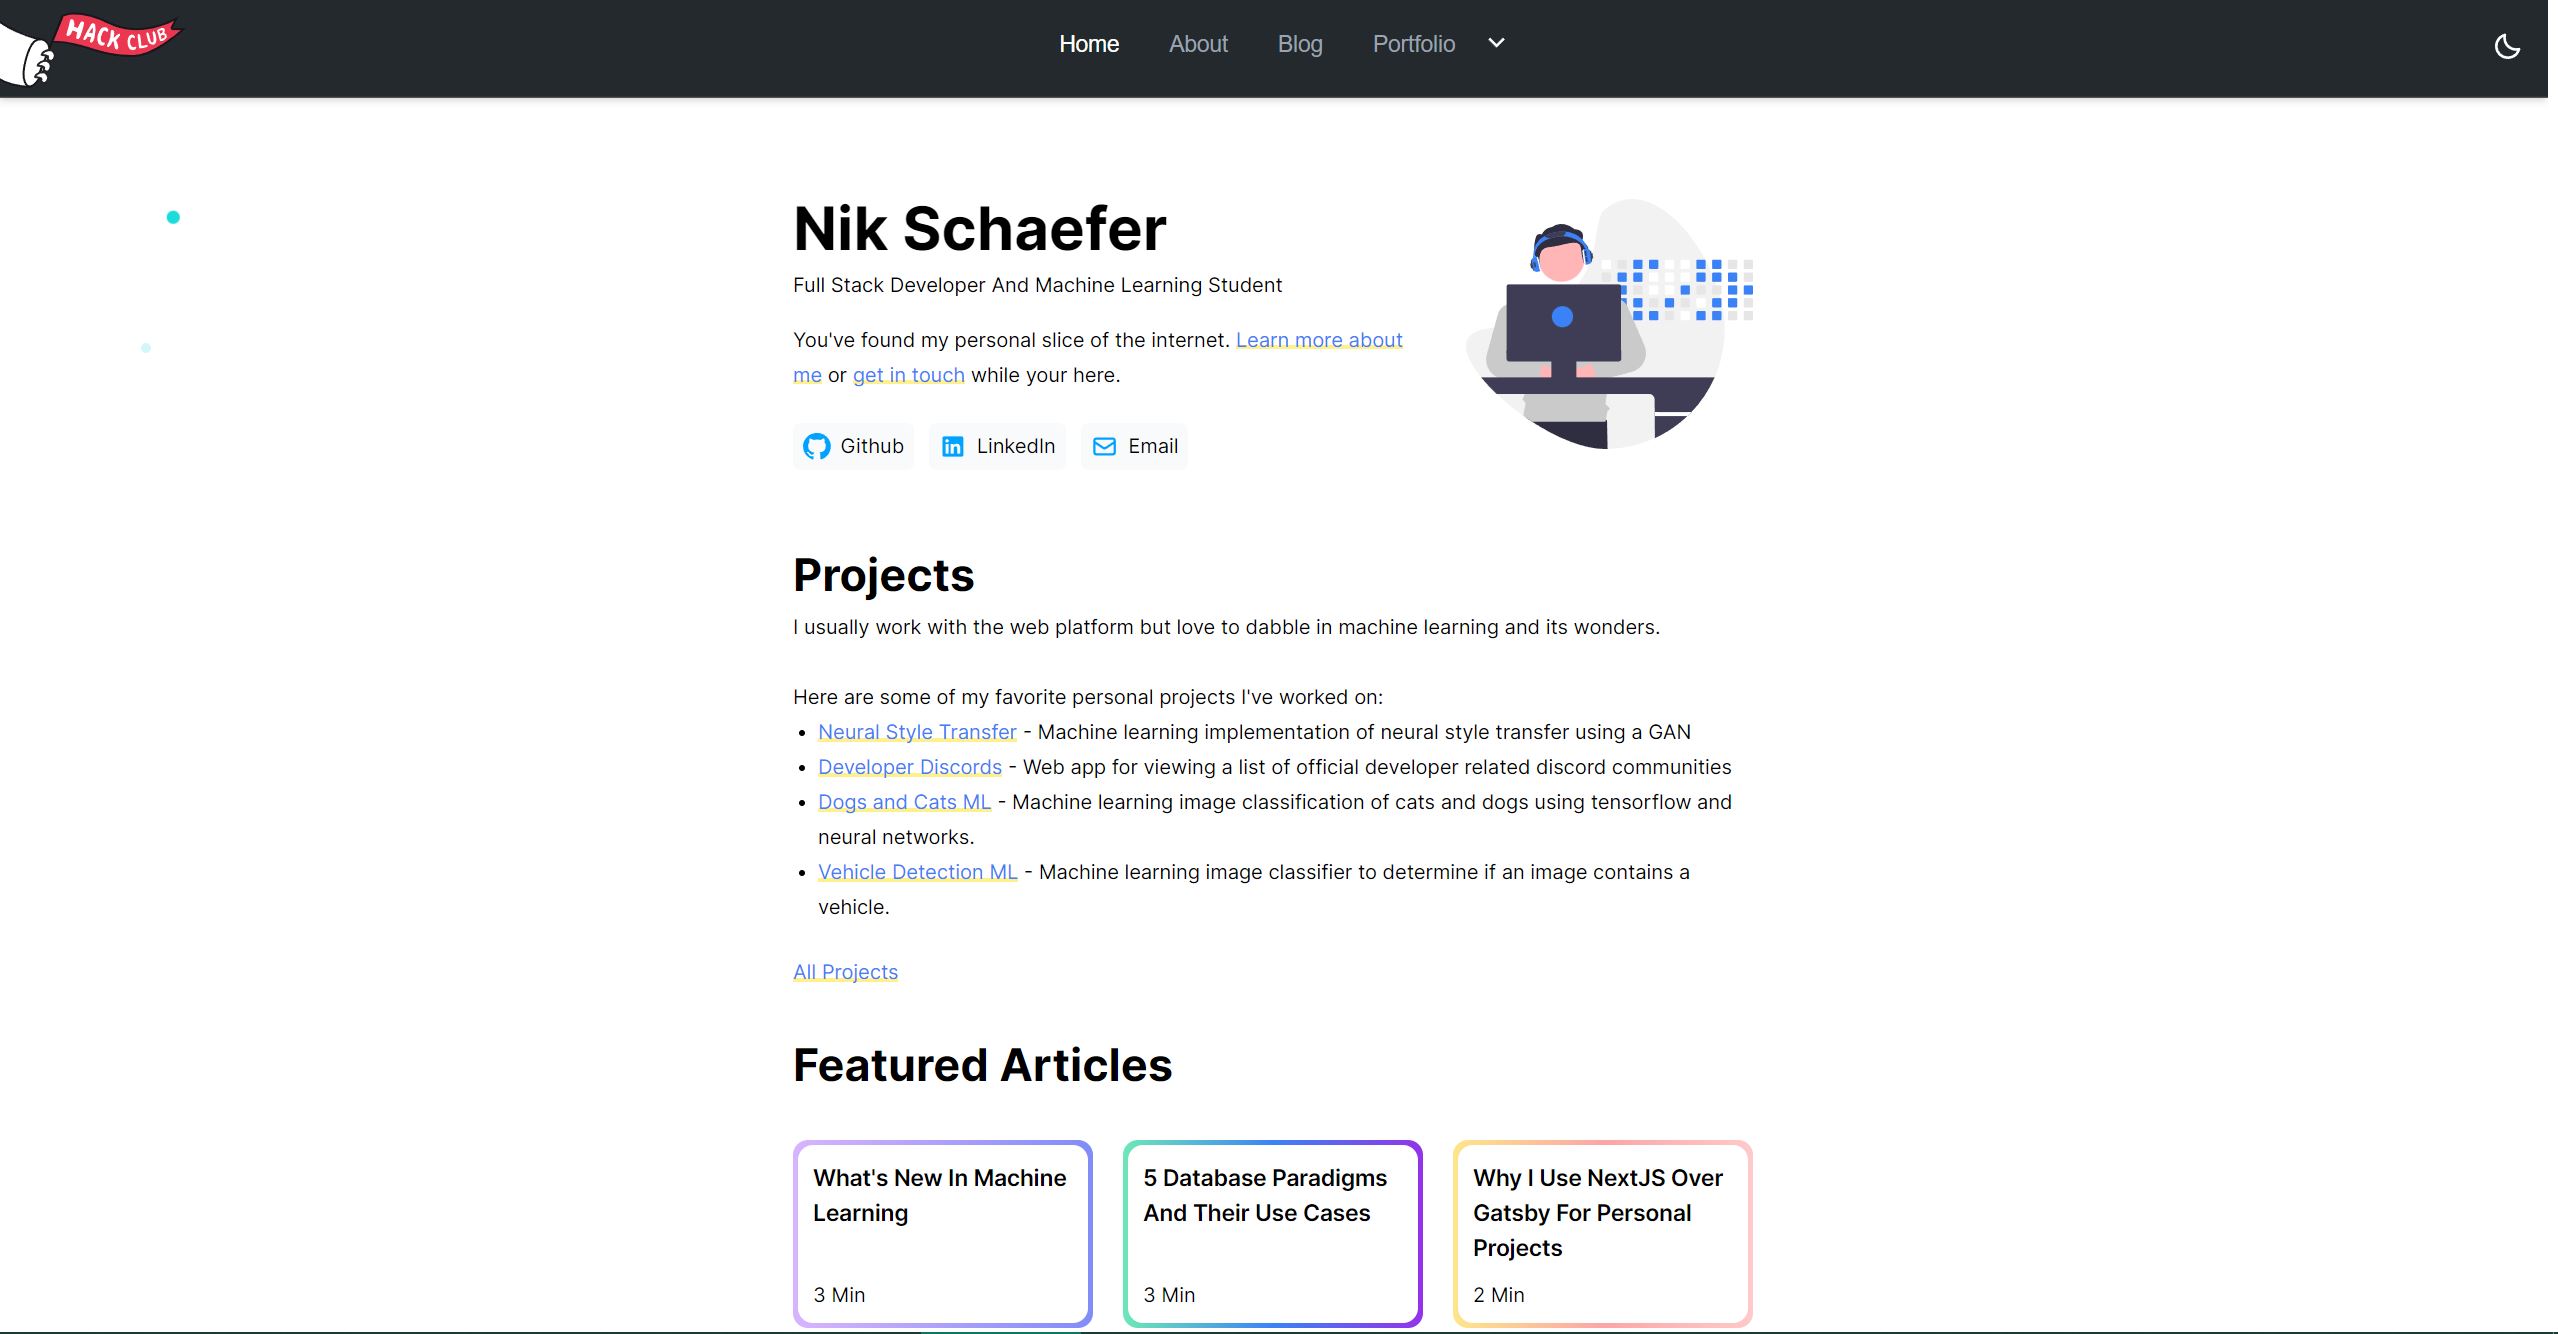 HACK CLUB
Home About Blog Portfolio
Nik Schaefer
Full Stack Developer And Machine Learning Student
You've found my personal slice of the internet. Learn more about
me or get in touch while your here.
Github LinkedIn Email
Projects
I usually work with the web platform but love to dabble in machine learning and its wonders.
Here are some of my favorite personal projects I've worked on:
Neural Style Transfer - Machine learning implementation of neural style transfer using a GAN
Developer Discords - Web app for viewing a list of official developer related discord communities
Dogs and Cats ML - Machine learning image classification of cats and dogs using tensorflow and
neural networks.
Vehicle Detection ML - Machine learning image classifier to determine if an image contains a
vehicle.
All Projects
Featured Articles
What's New In Machine
Learning
3 Min
5 Database Paradigms
And Their Use Cases
3 Min
Why I Use NextJS Over
Gatsby For Personal
Projects
2 Min